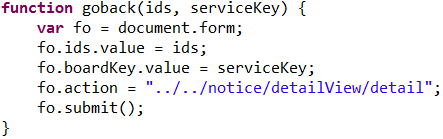 function goback(ids, serviceKey) {
    var fo = document.form;
    fo.ids.value = ids;
    fo.boardKey.value = serviceKey;
    fo.action = "../../notice/detailView/detail";
    fo.submit();
}